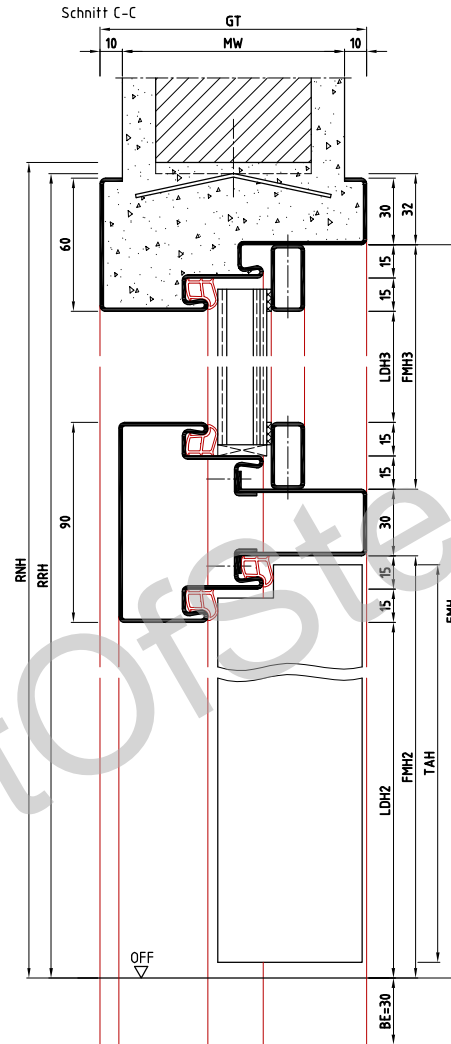 Schnitt C-C
GT
10 MW 10
60
30
32
15
15
LDH3
FMH3
15
15
90
30
15
15
RNH
RRH
LDH2
FMH2
TAH
OFF
BE=30
tOfSte